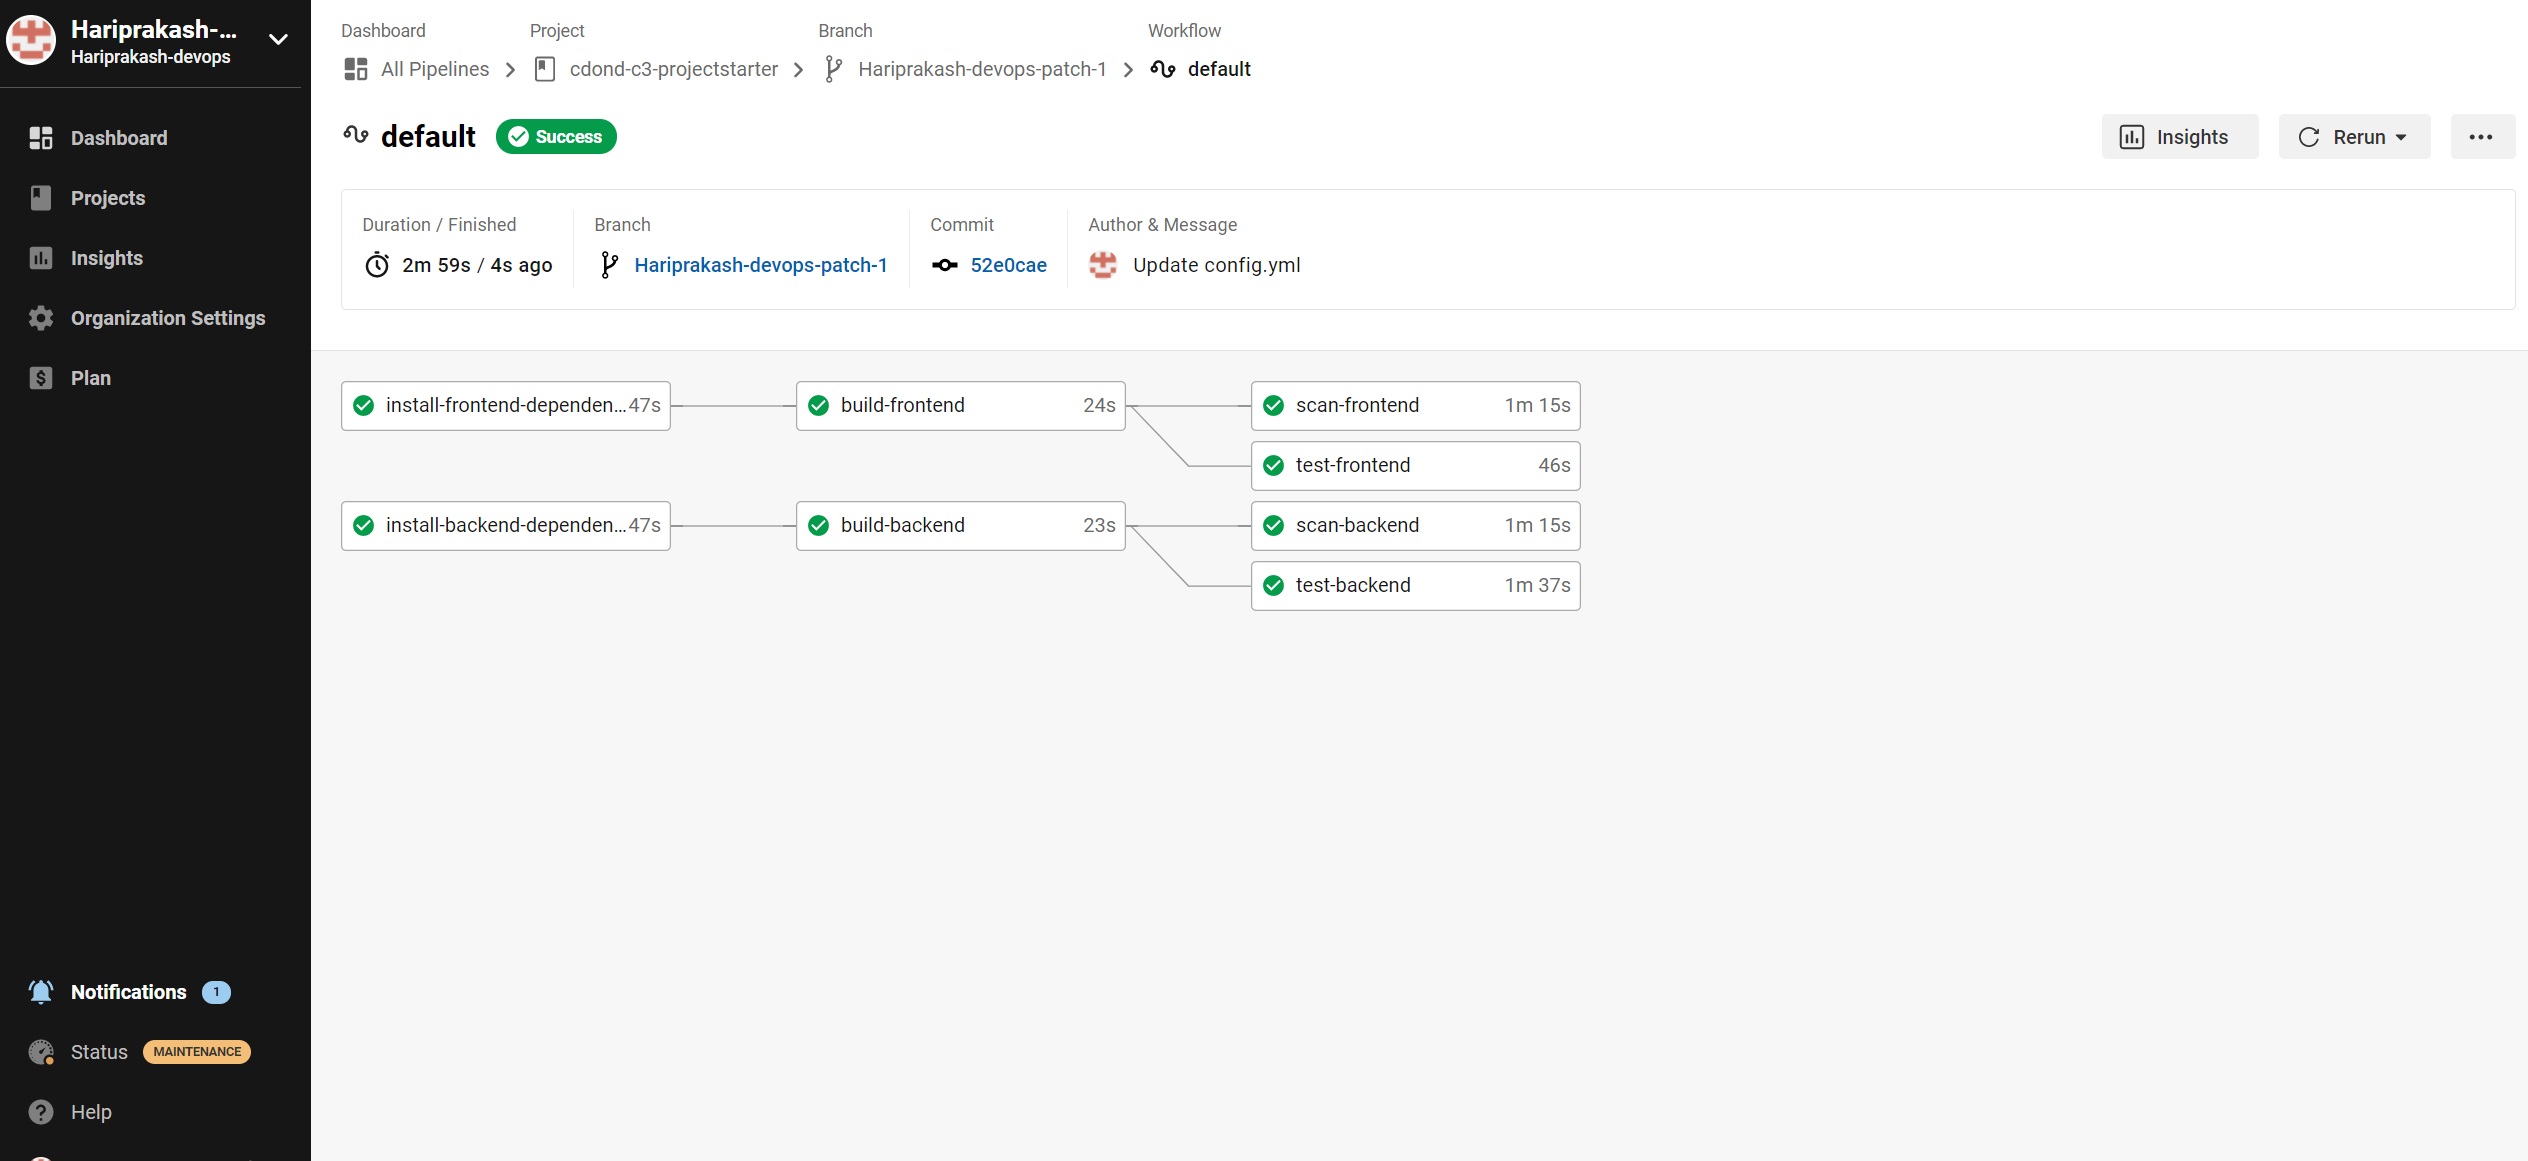 Hariprakash-...
Hariprakash-devops
Dashboard
Projects
Insights
Organization Settings
Plan
Notifications 1
Status MAINTENANCE
Help
Dashboard Project Branch Workflow
All Pipelines cdond-c3-projectstarter Hariprakash-devops-patch-1 default
default Success
Insights Rerun
Duration / Finished Branch Commit Author & Message
2m 59s / 4s ago Hariprakash-devops-patch-1 52e0cae Update config.yml
install-frontend-dependen... 47s build-frontend 24s scan-frontend 1m 15s
test-frontend 46s
install-backend-dependen... 47s build-backend 23s scan-backend 1m 15s
test-backend 1m 37s